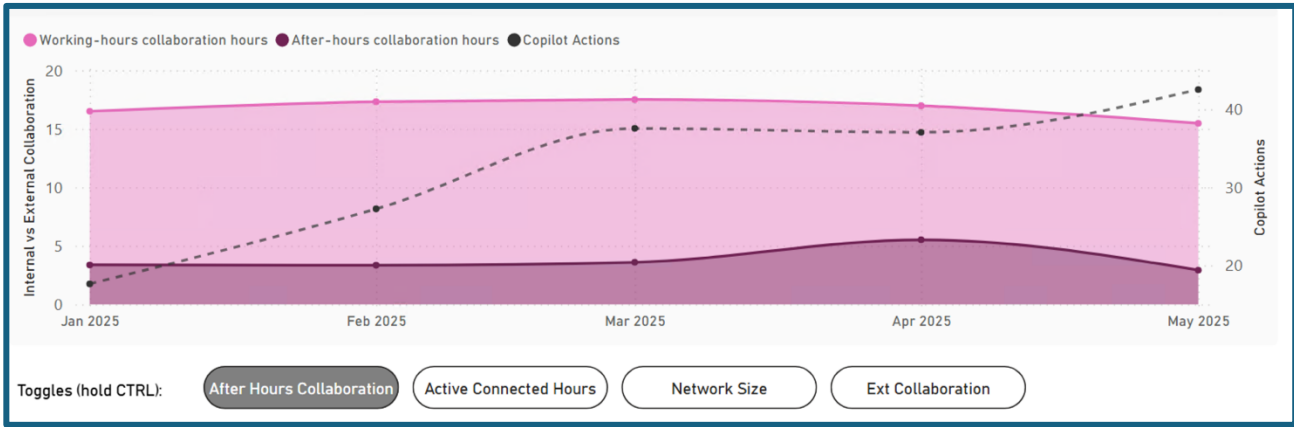 Working-hours collaboration hours After-hours collaboration hours Copilot Actions
Internal vs External Collaboration
20
15
10
5
0
40
30
20
Copilot Actions
Jan 2025 Feb 2025 Mar 2025 Apr 2025 May 2025
Toggles (hold CTRL): After Hours Collaboration Active Connected Hours Network Size Ext Collaboration